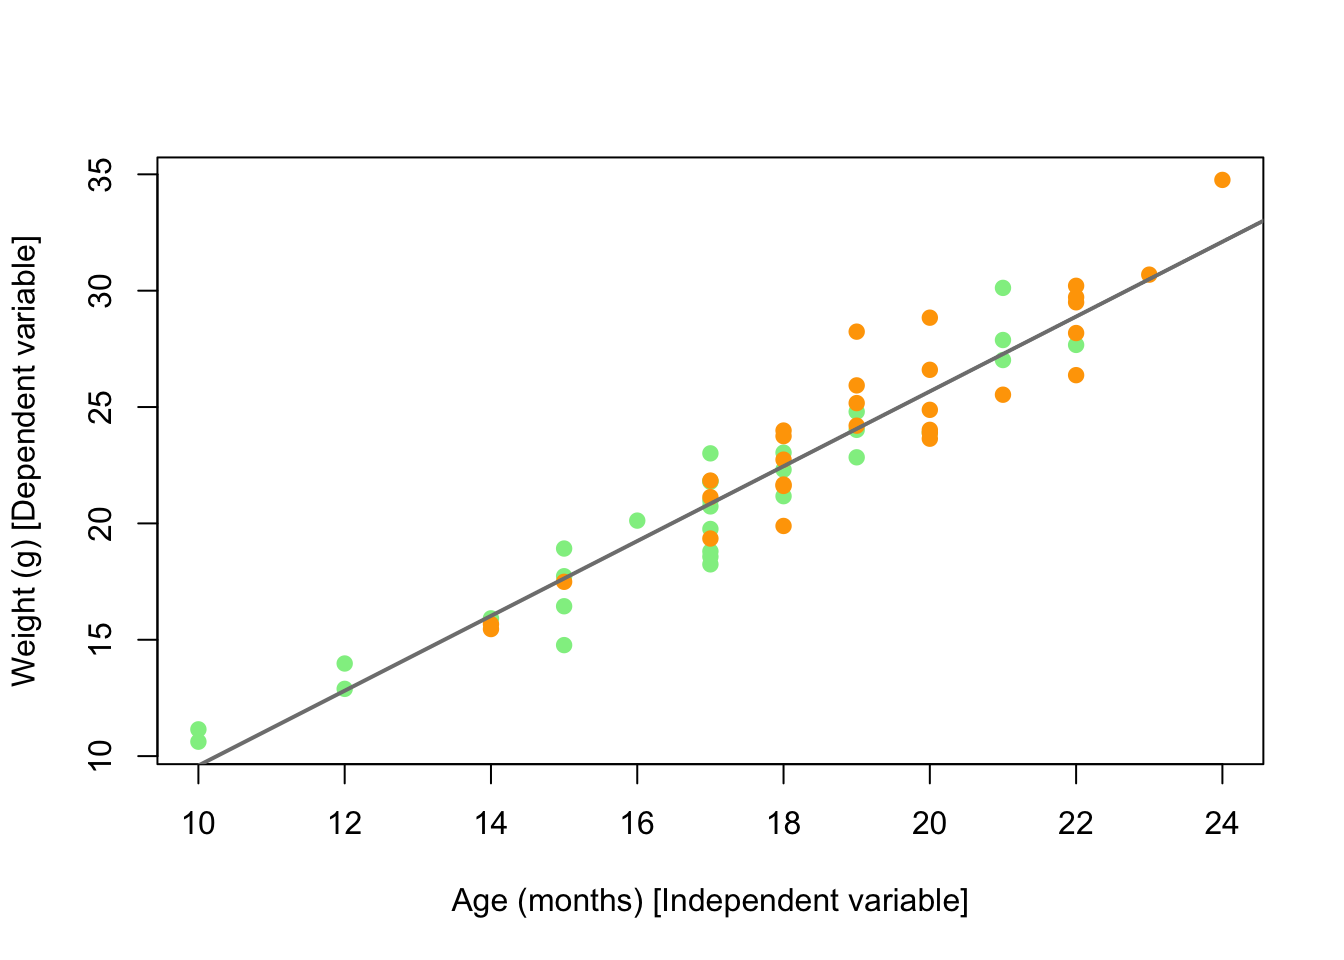 35
30
25
20
15
10
Weight (g) [Dependent variable]
10 12 14 16 18 20 22 24
Age (months) [Independent variable]